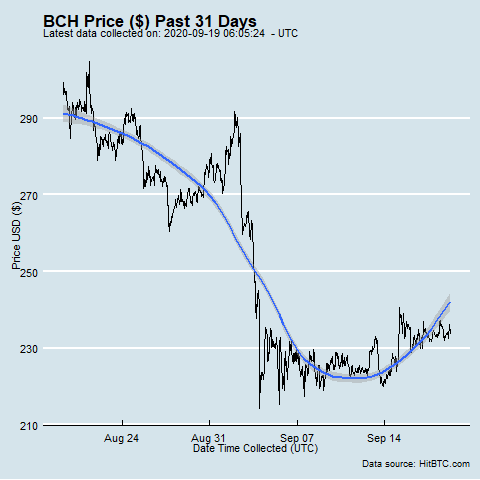 BCH Price ($) Past 31 Days
Latest data collected on: 2020-09-19 06:05:24 - UTC
Price USD ($)
290
270
250
230
210
Aug 24 Aug 31 Sep 07 Sep 14
Date Time Collected (UTC)
Data source: HitBTC.com